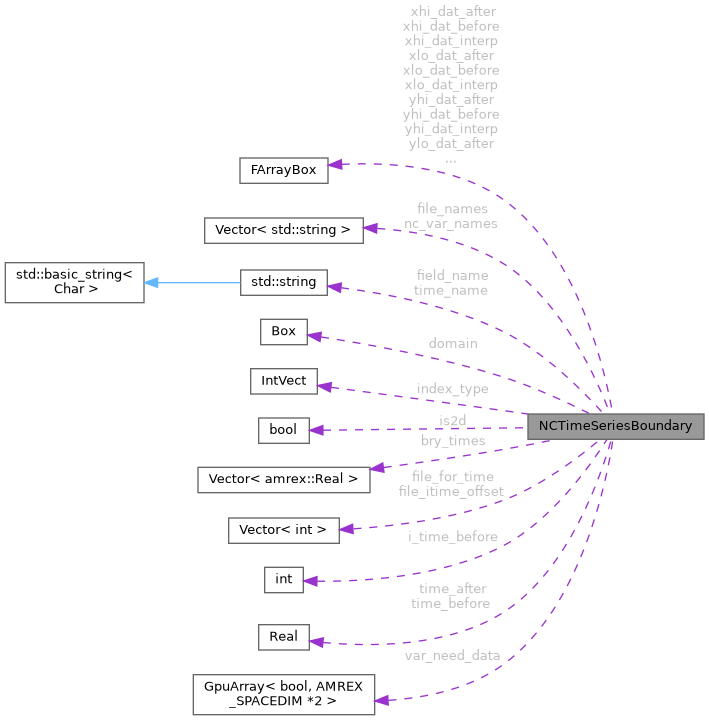 xhi_dat_after
xhi_dat_before
xhi_dat_interp
xlo_dat_after
xlo_dat_before
xlo_dat_interp
yhi_dat_after
yhi_dat_before
yhi_dat_interp
ylo_dat_after
...
FArrayBox
file_names
nc_var_names
Vector< std::string >
std::basic_string<
Char >
std::string
field_name
time_name
Box
domain
IntVect
index_type
bool
is2d
NCTimeSeriesBoundary
bry_times
Vector< amrex::Real >
file_for_time
file_itime_offset
Vector< int >
i_time_before
int
time_after
time_before
Real
var_need_data
GpuArray< bool, AMREX
_SPACEDIM *2 >